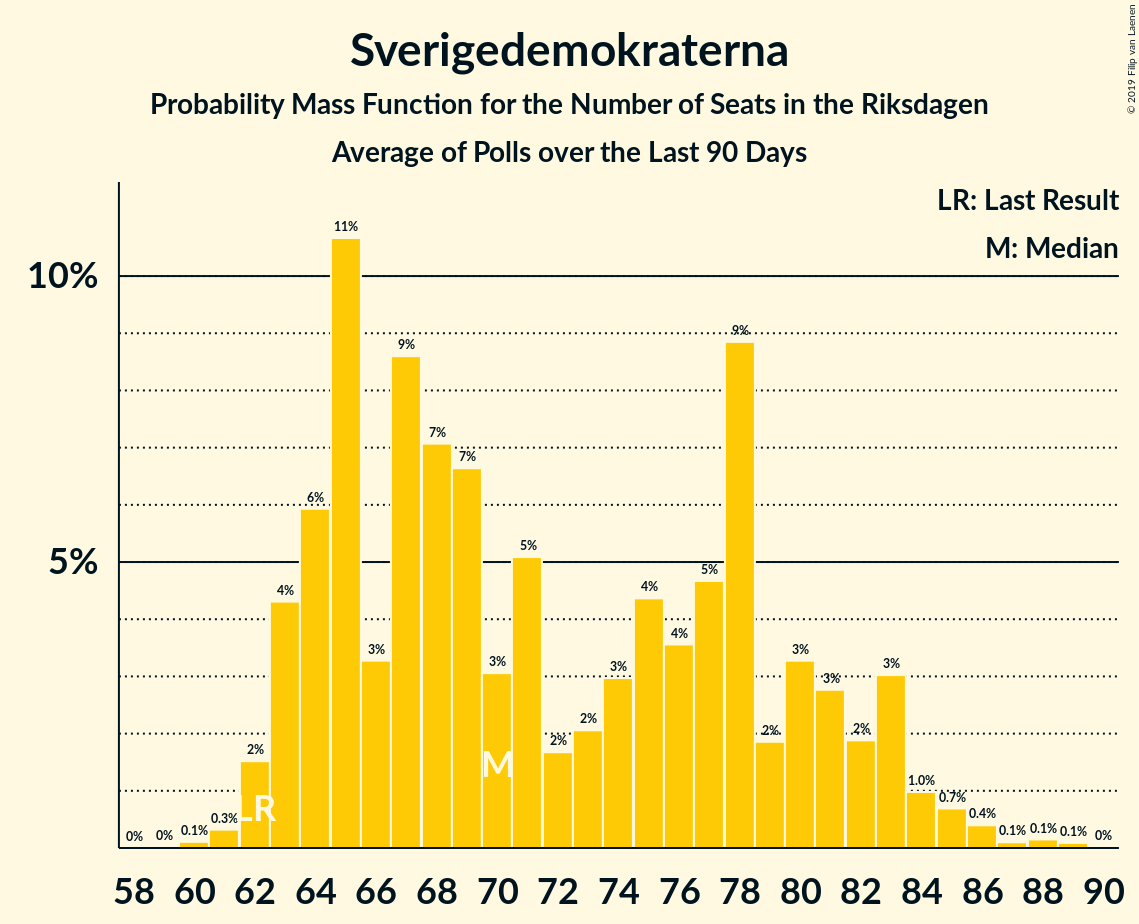 Sverigedemokraterna
Probability Mass Function for the Number of Seats in the Riksdagen
Average of Polls over the Last 90 Days
© 2019 Filip van Laenen
LR: Last Result
M: Median
10%
5%
0% 0% 0.1% 0.3% 2% 4% 6% 11% 3% 9% 7% 7% 3% 5% 2% 2% 3% 4% 4% 5% 9% 2% 3% 3% 2% 3% 1.0% 0.7% 0.4% 0.1% 0.1% 0.1% 0%
LR
M
58 60 62 64 66 68 70 72 74 76 78 80 82 84 86 88 90